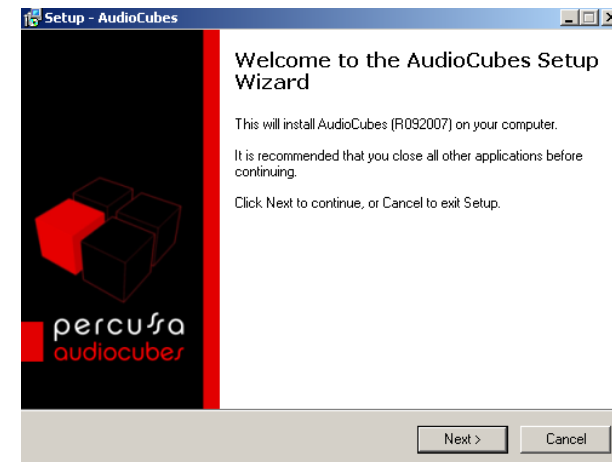 Setup - AudioCubes
Welcome to the AudioCubes Setup
Wizard
This will install AudioCubes (R092007) on your computer.
It is recommended that you close all other applications before
continuing.
Click Next to continue, or Cancel to exit Setup.
percussa
audiocubes
Next >
Cancel